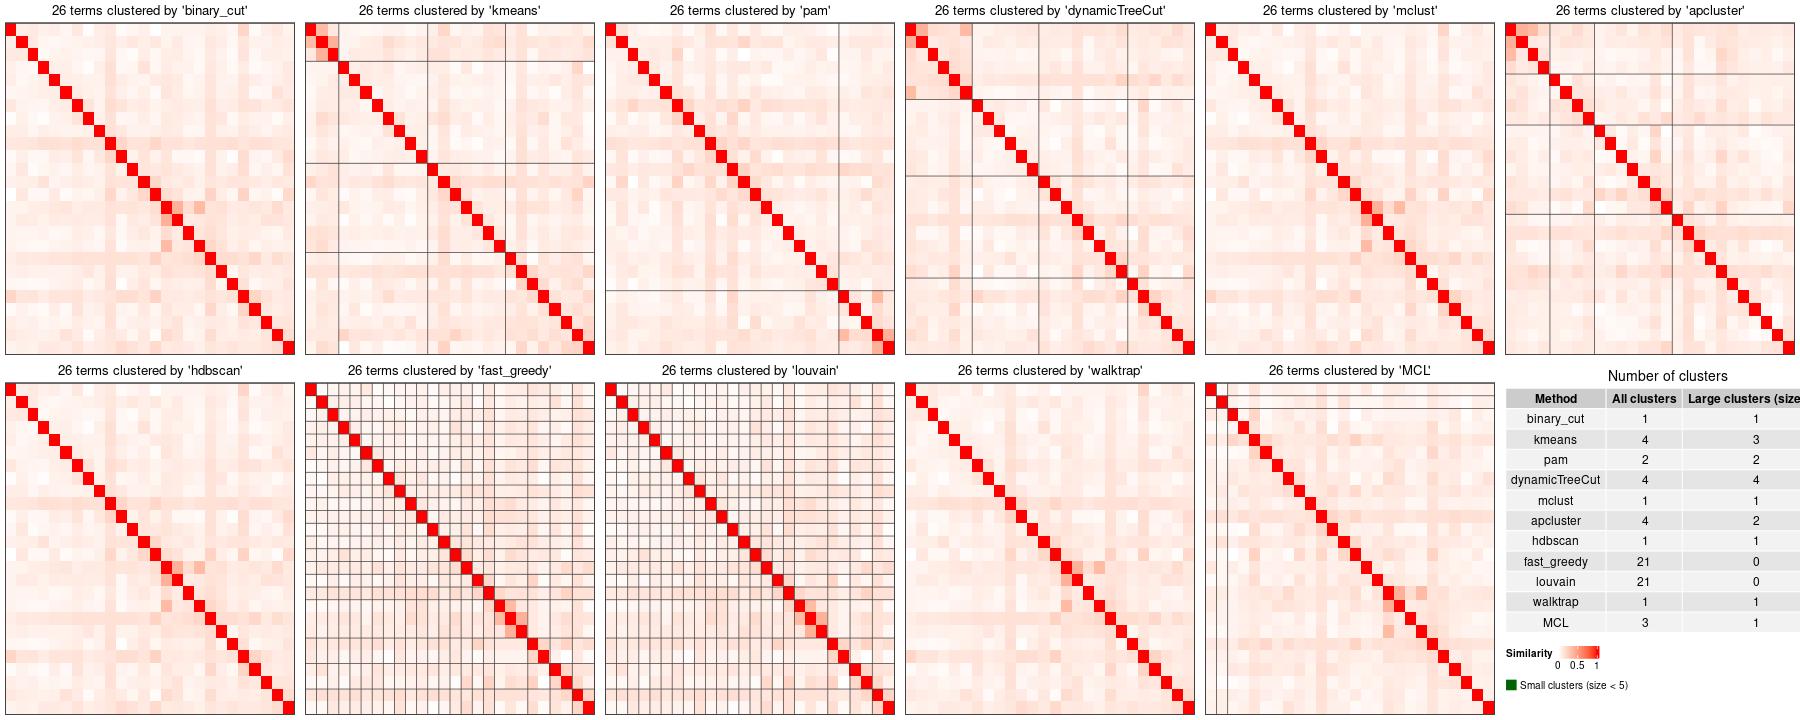 26 terms clustered by 'binary_cut'
26 terms clustered by 'kmeans'
26 terms clustered by 'pam'
26 terms clustered by 'dynamicTreeCut'
26 terms clustered by 'mclust'
26 terms clustered by 'apcluster'
26 terms clustered by 'hdbscan'
26 terms clustered by 'fast_greedy'
26 terms clustered by 'louvain'
26 terms clustered by 'walktrap'
26 terms clustered by 'MCL'
Number of clusters
Method All clusters Large clusters (size
binary_cut 1 1
kmeans 4 3
pam 2 2
dynamicTreeCut 4 4
mclust 1 1
apcluster 4 2
hdbscan 1 1
fast_greedy 21 0
louvain 21 0
walktrap 1 1
MCL 3 1
Similarity
0 0.5 1
Small clusters (size < 5)